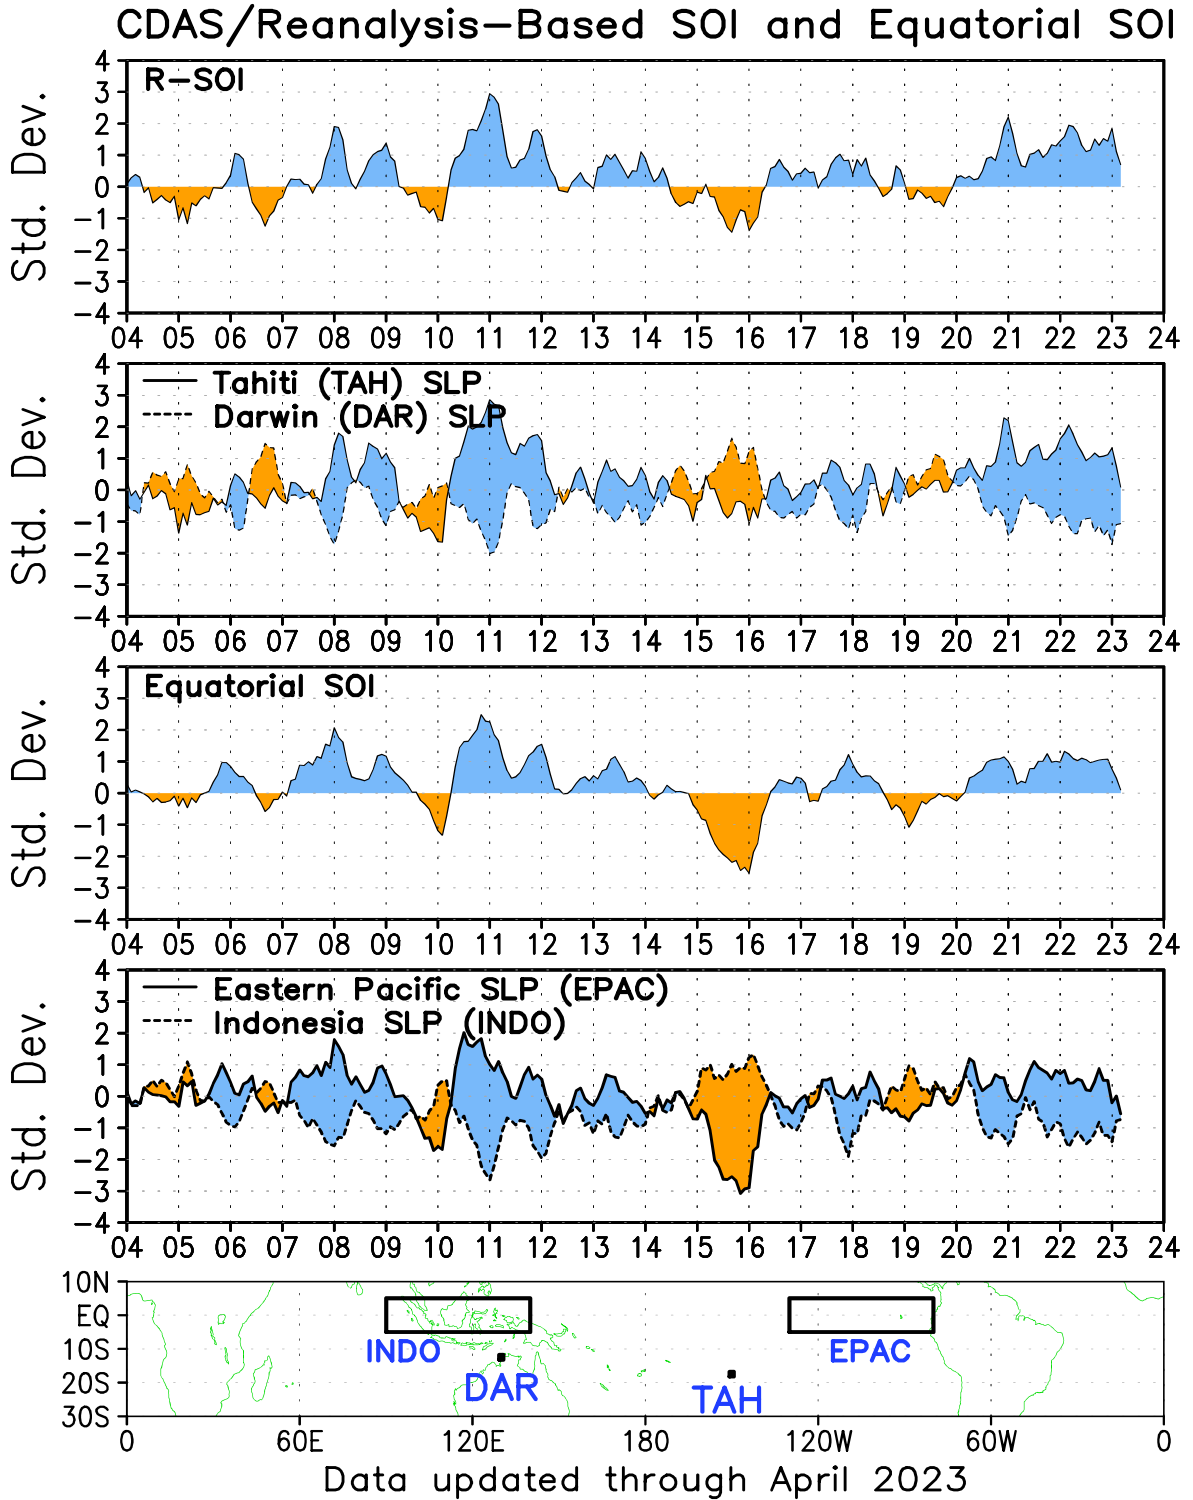 CDAS/Reanalysis−Based SOI and Equatorial SOI
Std. Dev.
R−SOI
4
3
2
1
0
−1
−2
−3
−4
04 05 06 07 08 09 10 11 12 13 14 15 16 17 18 19 20 21 22 23 24
Std. Dev.
Tahiti (TAH) SLP
Darwin (DAR) SLP
4
3
2
1
0
−1
−2
−3
−4
04 05 06 07 08 09 10 11 12 13 14 15 16 17 18 19 20 21 22 23 24
Std. Dev.
Equatorial SOI
4
3
2
1
0
−1
−2
−3
−4
04 05 06 07 08 09 10 11 12 13 14 15 16 17 18 19 20 21 22 23 24
Std. Dev.
Eastern Pacific SLP (EPAC)
Indonesia SLP (INDO)
4
3
2
1
0
−1
−2
−3
−4
04 05 06 07 08 09 10 11 12 13 14 15 16 17 18 19 20 21 22 23 24
10N
EQ
10S
20S
30S
INDO
EPAC
DAR
TAH
0 60E 120E 180 120W 60W 0
Data updated through April 2023